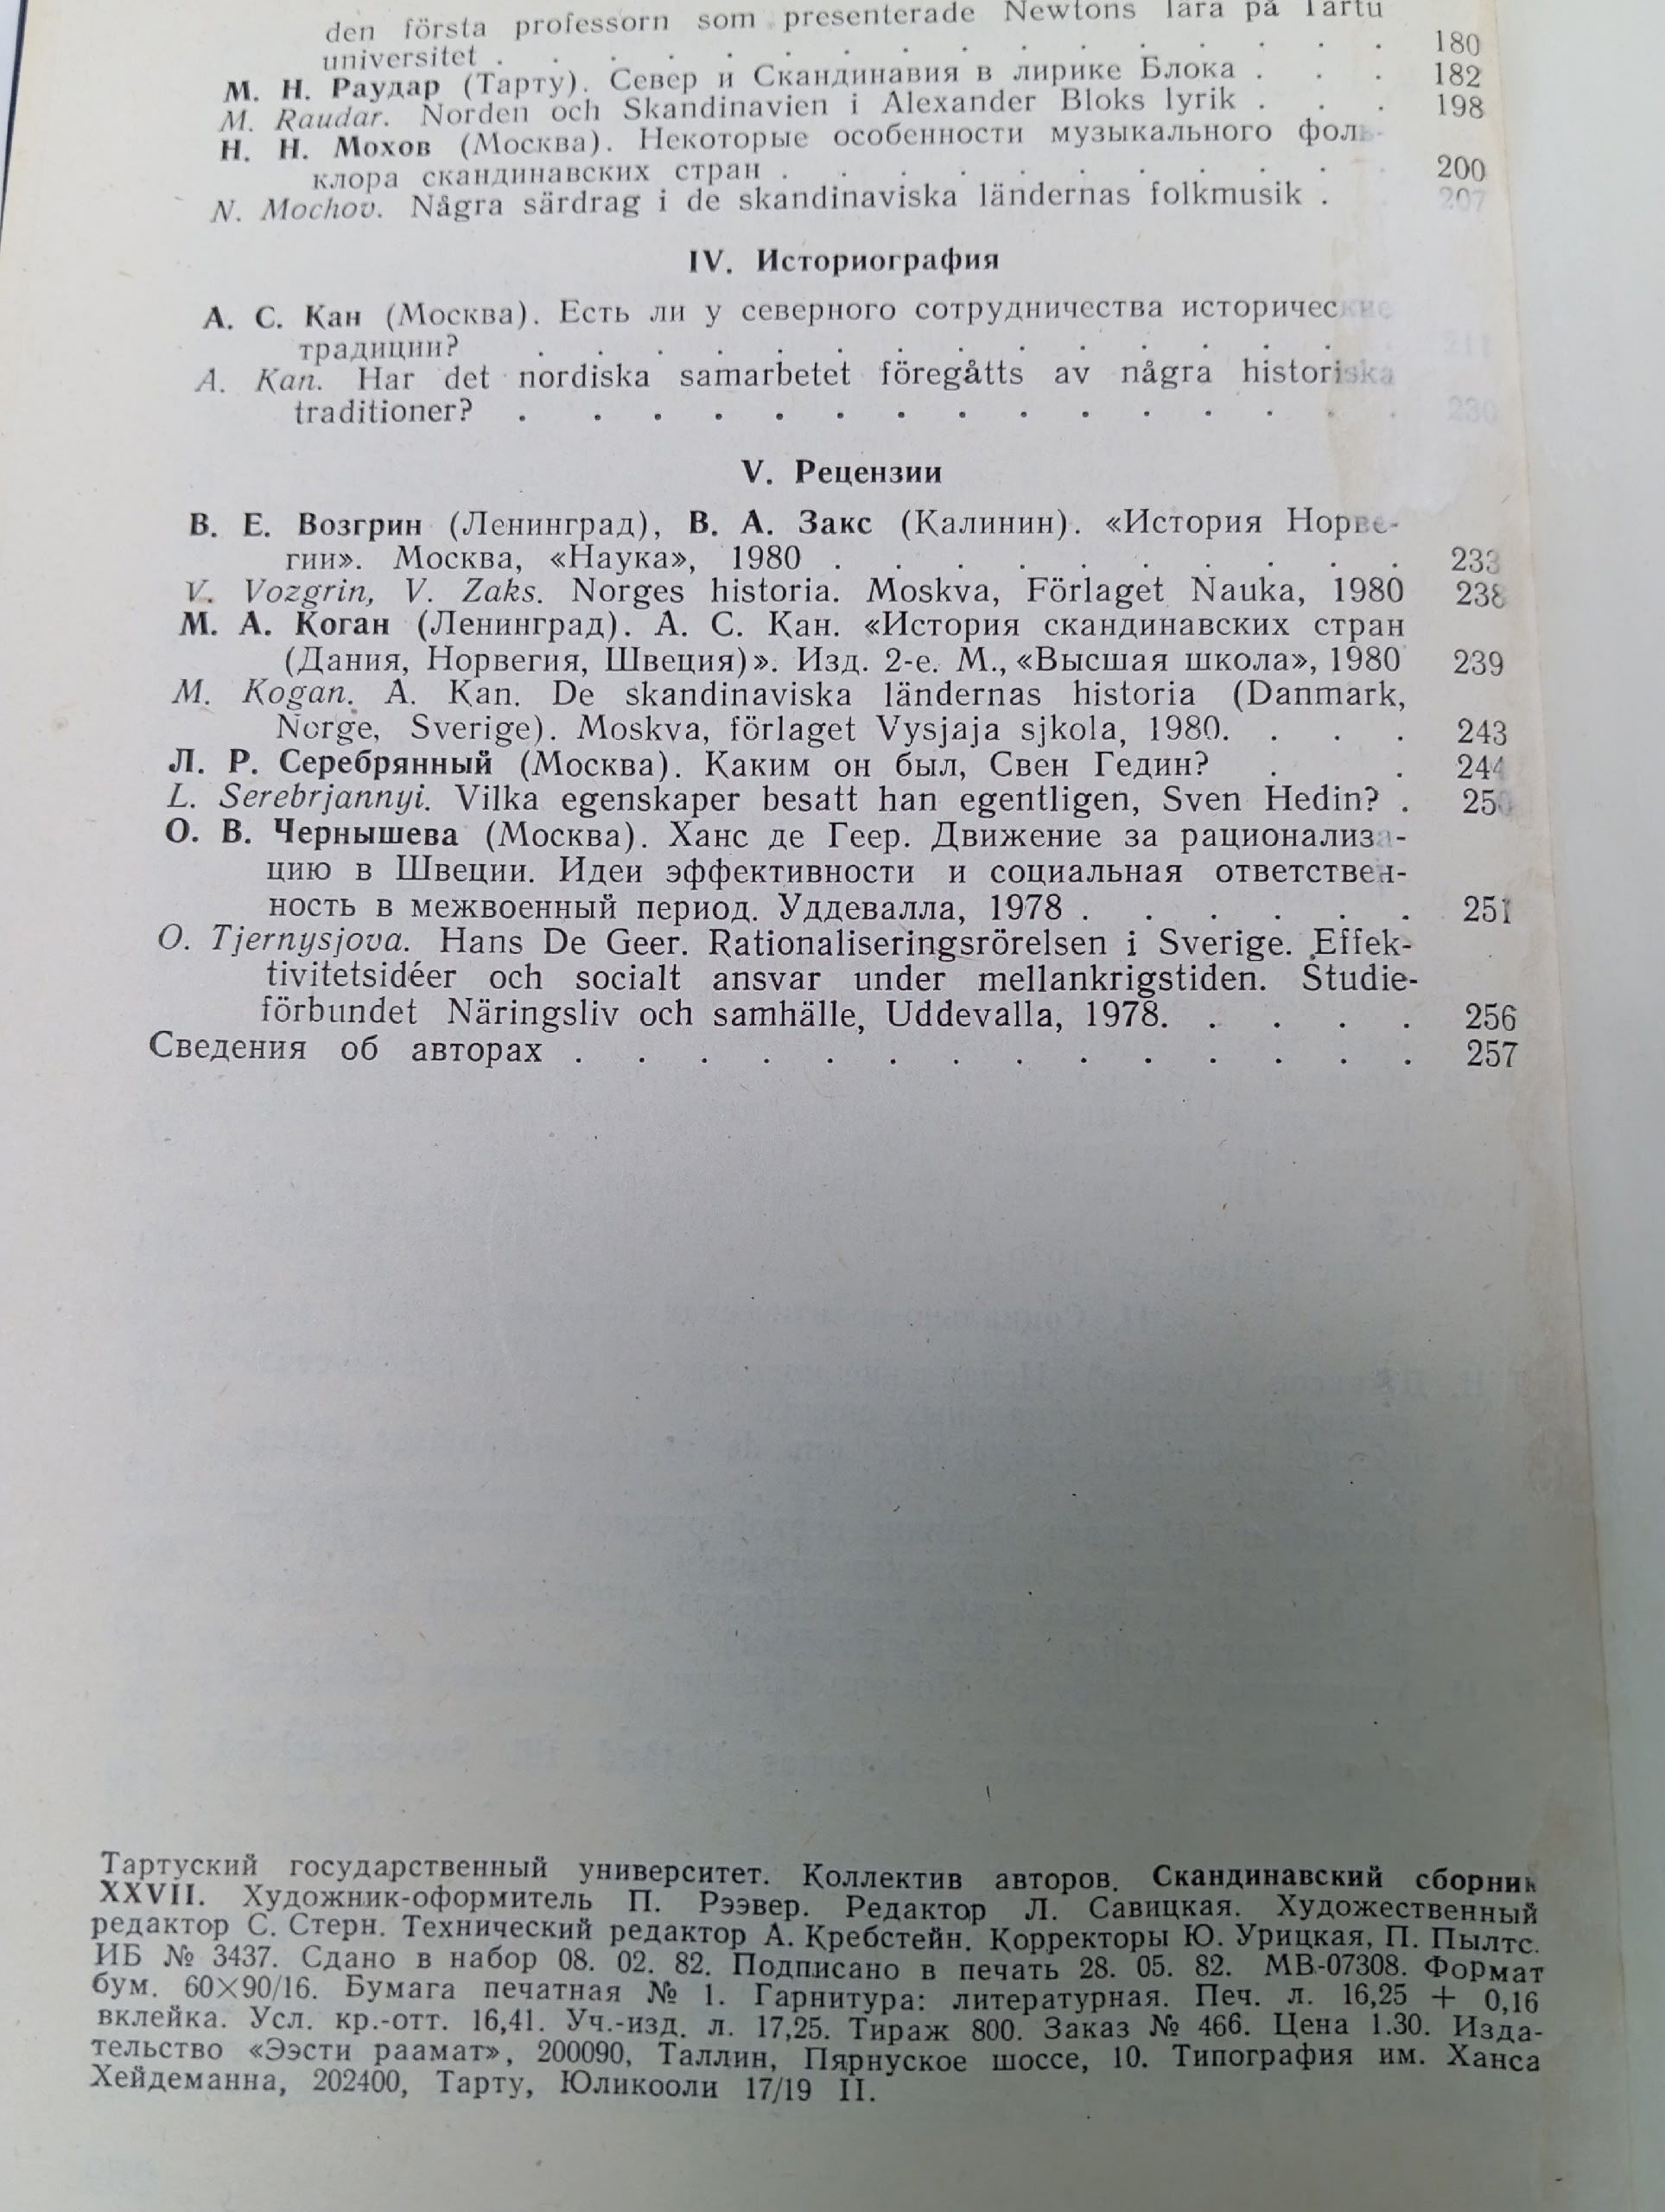 den första professorn som presenterade Newtons lära på Tartu
universitet . . . . . . . . . . . . . . . 180
М. Н. Раудар (Тарту). Север и Скандинавия в лирике Блока . . . 182
M. Raudar. Norden och Skandinavien i Alexander Bloks lyrik . . . 198
Н. Н. Мохов (Москва). Некоторые особенности музыкального фоль-
клора скандинавских стран . . . . . . . . . . . 200
N. Mochov. Några särdrag i de skandinaviska ländernas folkmusik . 207
IV. Историография
А. С. Кан (Москва). Есть ли у северного сотрудничества исторические
традиции? . . . . . . . . . . . . . . . 211
A. Kan. Har det nordiska samarbetet föregåtts av några historiska
traditioner? . . . . . . . . . . . . . . . 230
V. Рецензии
В. Е. Возгрин (Ленинград), В. А. Закс (Калинин). «История Норве-
гии». Москва, «Наука», 1980 . . . . . . . . . . 233
V. Vozgrin, V. Zaks. Norges historia. Moskva, Förlaget Nauka, 1980 238
М. А. Коган (Ленинград). А. С. Кан. «История скандинавских стран
(Дания, Норвегия, Швеция)». Изд. 2-е. М., «Высшая школа», 1980 239
M. Kogan. A. Kan. De skandinaviska ländernas historia (Danmark,
Norge, Sverige). Moskva, förlaget Vysjaja sjkola, 1980. . . . 243
Л. Р. Серебрянный (Москва). Каким он был, Свен Гедин? . . 244
L. Serebrjannyi. Vilka egenskaper besatt han egentligen, Sven Hedin? . 250
О. В. Чернышева (Москва). Ханс де Геер. Движение за рационализа-
цию в Швеции. Идеи эффективности и социальная ответствен-
ность в межвоенный период. Уддевалла, 1978 . . . . . . 251
O. Tjernysjova. Hans De Geer. Rationaliseringsrörelsen i Sverige. Effek-
tivitetsidéer och socialt ansvar under mellankrigstiden. Studie-
förbundet Näringsliv och samhälle, Uddevalla, 1978. . . . . 256
Сведения об авторах . . . . . . . . . . . . . . 257
Тартуский государственный университет. Коллектив авторов. Скандинавский сборник
XXVII. Художник-оформитель П. Рээвер. Редактор Л. Савицкая. Художественный
редактор С. Стерн. Технический редактор А. Кребстейн. Корректоры Ю. Урицкая, П. Пылтс.
ИБ № 3437. Сдано в набор 08. 02. 82. Подписано в печать 28. 05. 82. МВ-07308. Формат
бум. 60×90/16. Бумага печатная № 1. Гарнитура: литературная. Печ. л. 16,25 + 0,16
вклейка. Усл. кр.-отт. 16,41. Уч.-изд. л. 17,25. Тираж 800. Заказ № 466. Цена 1.30. Изда-
тельство «Ээсти раамат», 200090, Таллин, Пярнуское шоссе, 10. Типография им. Ханса
Хейдеманна, 202400, Тарту, Юликооли 17/19 II.